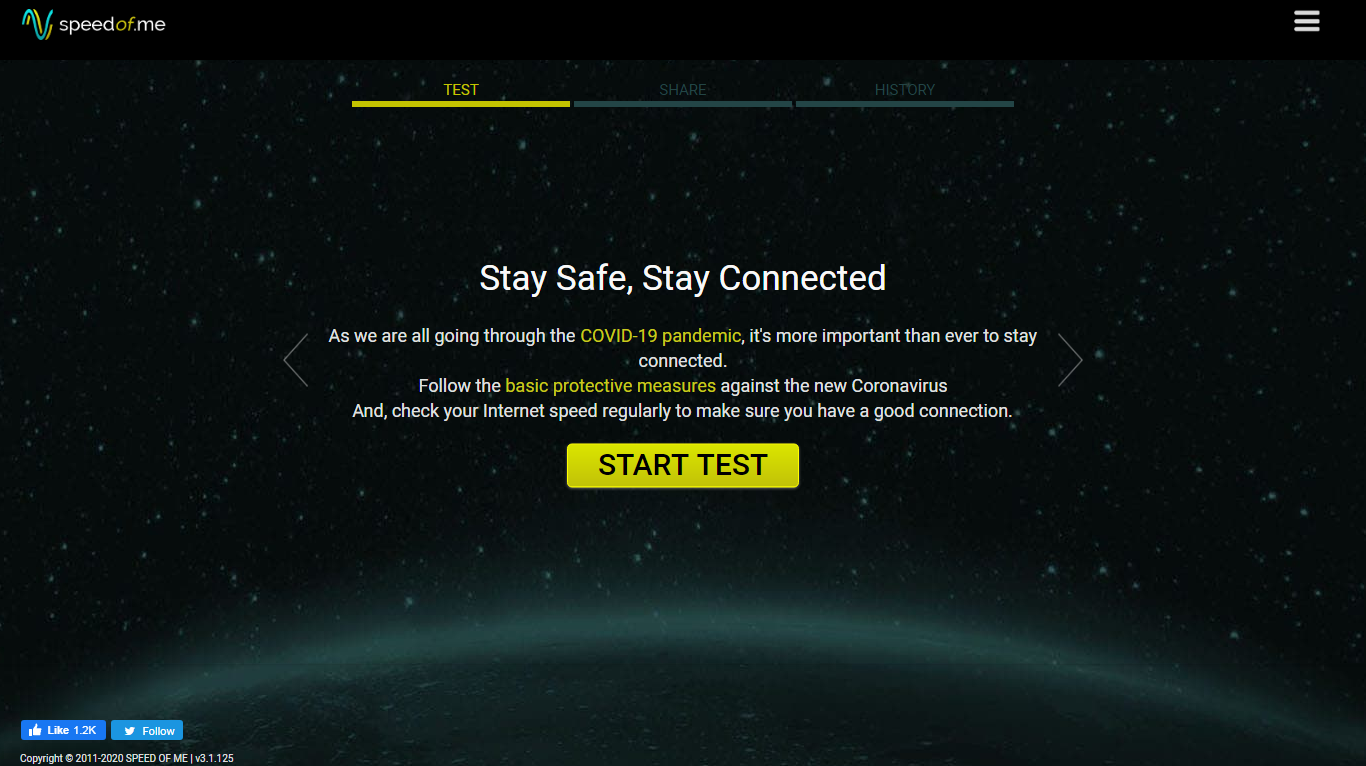 speedof.me
TEST
SHARE
HISTORY
Stay Safe, Stay Connected
As we are all going through the COVID-19 pandemic, it's more important than ever to stay
connected.
Follow the basic protective measures against the new Coronavirus
And, check your Internet speed regularly to make sure you have a good connection.
START TEST
Like 1.2K
Follow
Copyright © 2011-2020 SPEED OF ME | v3.1.125